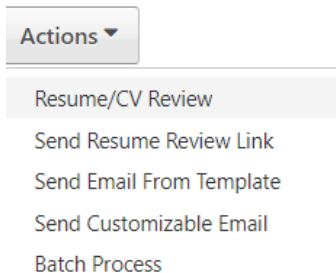 Actions
Resume/CV Review
Send Resume Review Link
Send Email From Template
Send Customizable Email
Batch Process